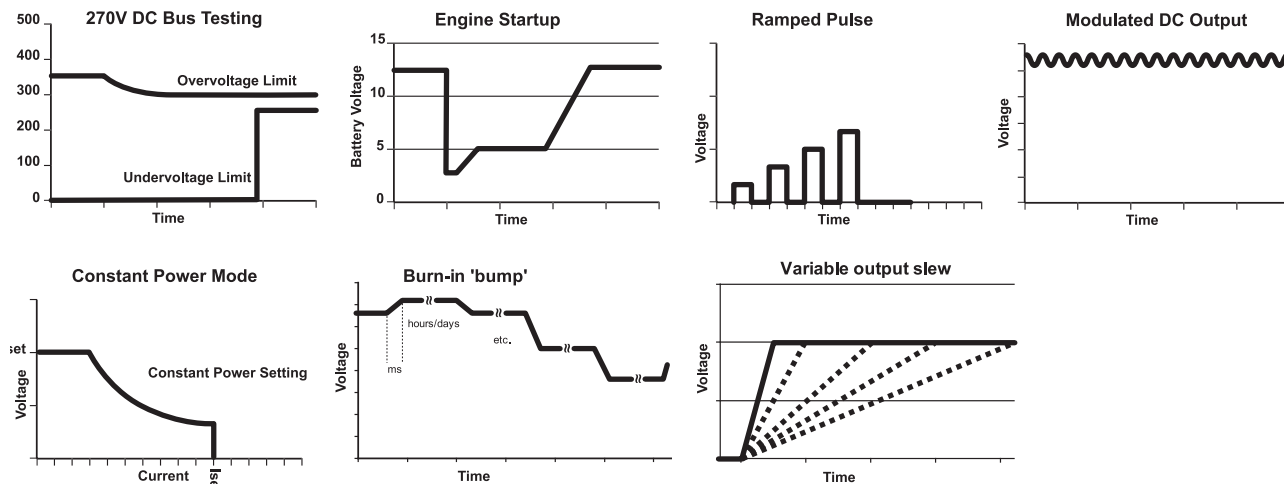 270V DC Bus Testing
500
400
300
200
100
0
Overvoltage Limit
Undervoltage Limit
Time
Engine Startup
15
10
5
0
Battery Voltage
Time
Ramped Pulse
Voltage
Time
Modulated DC Output
Voltage
Time
Constant Power Mode
set
Voltage
Constant Power Setting
Current
Ise
Burn-in 'bump'
hours/days
etc.
ms
Voltage
Time
Variable output slew
Voltage
Time